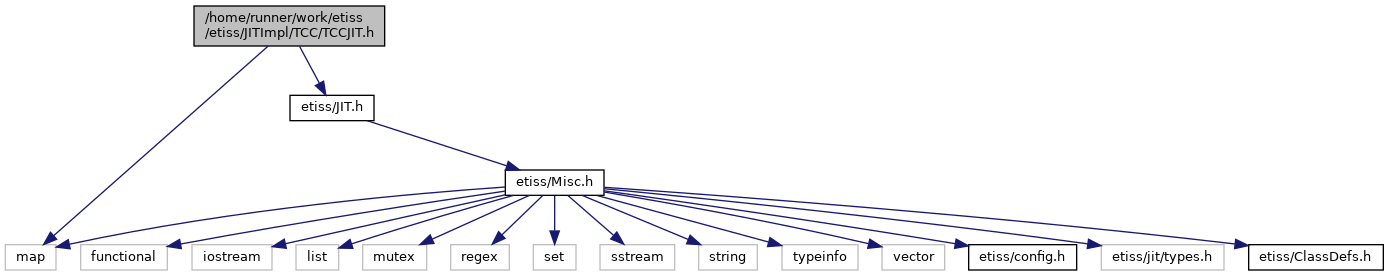 /home/runner/work/etiss
/etiss/JITImpl/TCC/TCCJIT.h
etiss/JIT.h
etiss/Misc.h
map
functional
iostream
list
mutex
regex
set
sstream
string
typeinfo
vector
etiss/config.h
etiss/jit/types.h
etiss/ClassDefs.h